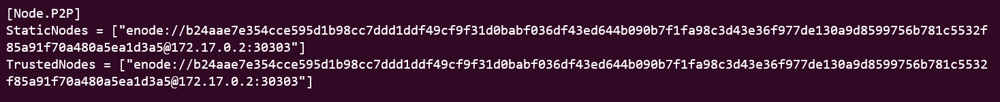 [Node.P2P]
StaticNodes = ["enode://b24aae7e354cce595d1b98cc7ddd1ddf49cf9f31d0babf036df43ed644b090b7f1fa98c3d43e36f977de130a9d8599756b781c5532f
85a91f70a480a5ea1d3a5@172.17.0.2:30303"]
TrustedNodes = ["enode://b24aae7e354cce595d1b98cc7ddd1ddf49cf9f31d0babf036df43ed644b090b7f1fa98c3d43e36f977de130a9d8599756b781c5532
f85a91f70a480a5ea1d3a5@172.17.0.2:30303"]